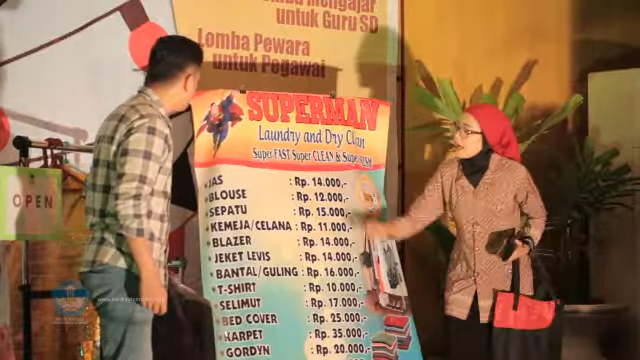 Mengajar
untuk Guru SD
Lomba Pewara
untuk Pegawai
SUPERMAN
Laundry and Dry Clan
Super FAST Super CLEAN &
OPEN
JAS : Rp. 14.000,-
BLOUSE : Rp. 12.000,-
SEPATU : Rp. 15.000,-
KEMEJA/CELANA : Rp. 11.000,-
BLAZER : Rp. 14.000,-
JEKET LEVIS : Rp. 14.000,-
BANTAL/GULING : Rp. 16.000,-
T-SHIRT : Rp. 10.000,-
SELIMUT : Rp. 17.000,-
BED COVER : Rp. 25.000,-
KARPET : Rp. 35.000,-
GORDYN : Rp. 20.000,-